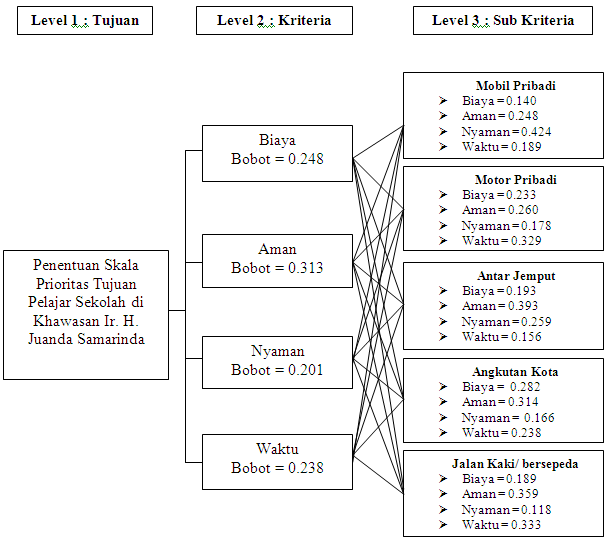 Level 1 : Tujuan
Level 2 : Kriteria
Level 3 : Sub Kriteria
Penentuan Skala
Prioritas Tujuan
Pelajar Sekolah di
Khawasan Ir. H.
Juanda Samarinda
Biaya
Bobot = 0.248
Aman
Bobot = 0.313
Nyaman
Bobot = 0.201
Waktu
Bobot = 0.238
Mobil Pribadi
➢ Biaya = 0.140
➢ Aman = 0.248
➢ Nyaman = 0.424
➢ Waktu = 0.189
Motor Pribadi
➢ Biaya = 0.233
➢ Aman = 0.260
➢ Nyaman = 0.178
➢ Waktu = 0.329
Antar Jemput
➢ Biaya = 0.193
➢ Aman = 0.393
➢ Nyaman = 0.259
➢ Waktu = 0.156
Angkutan Kota
➢ Biaya = 0.282
➢ Aman = 0.314
➢ Nyaman = 0.166
➢ Waktu = 0.238
Jalan Kaki/ bersepeda
➢ Biaya = 0.189
➢ Aman = 0.359
➢ Nyaman = 0.118
➢ Waktu = 0.333